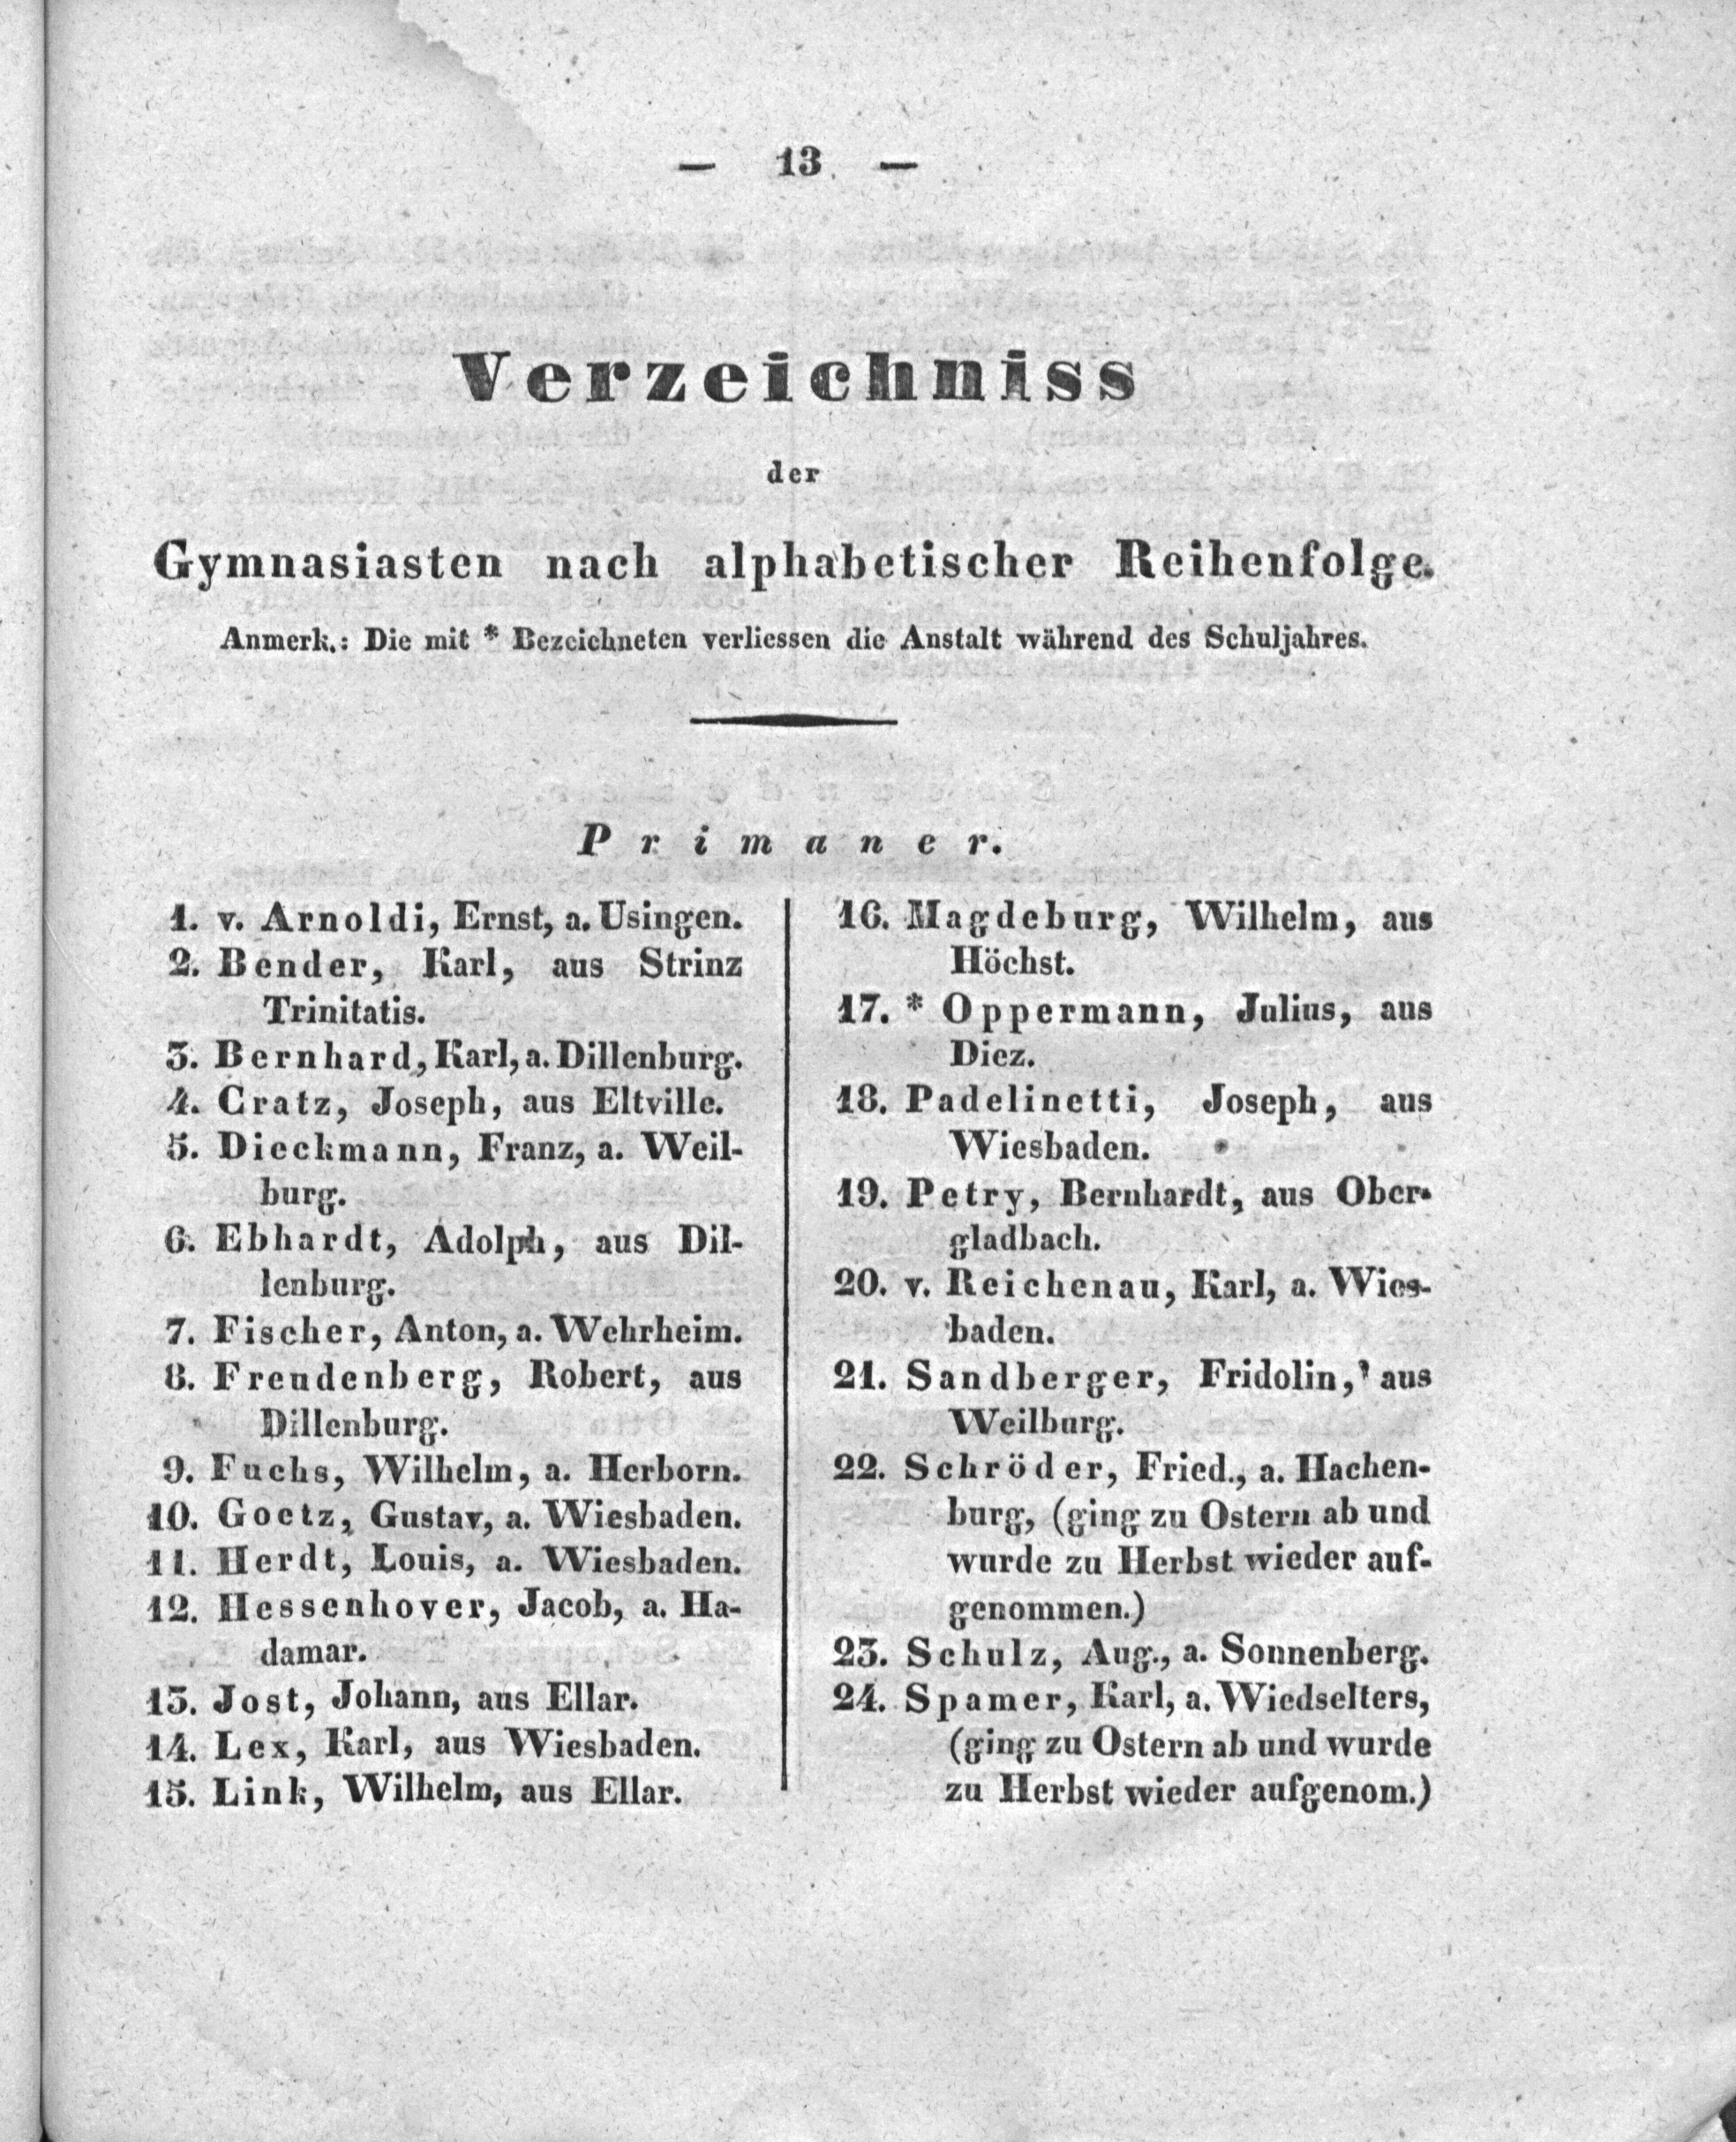 — 13 —
Verzeichniss
der
Gymnasiasten nach alphabetischer Reihenfolge.
Anmerk.: Die mit * Bezeichneten verliessen die Anstalt während des Schuljahres.
Primaner.
1. v. Arnoldi, Ernst, a. Usingen.
2. Bender, Karl, aus Strinz
Trinitatis.
3. Bernhard, Karl, a. Dillenburg.
4. Cratz, Joseph, aus Eltville.
5. Dieckmann, Franz, a. Weil-
burg.
6. Ebhardt, Adolph, aus Dil-
lenburg.
7. Fischer, Anton, a. Wehrheim.
8. Freudenberg, Robert, aus
Dillenburg.
9. Fuchs, Wilhelm, a. Herborn.
10. Goetz, Gustav, a. Wiesbaden.
11. Herdt, Louis, a. Wiesbaden.
12. Hessenhover, Jacob, a. Ha-
damar.
13. Jost, Johann, aus Ellar.
14. Lex, Karl, aus Wiesbaden.
15. Link, Wilhelm, aus Ellar.
16. Magdeburg, Wilhelm, aus
Höchst.
17. * Oppermann, Julius, aus
Diez.
18. Padelinetti, Joseph, aus
Wiesbaden.
19. Petry, Bernhardt, aus Ober-
gladbach.
20. v. Reichenau, Karl, a. Wies-
baden.
21. Sandberger, Fridolin, aus
Weilburg.
22. Schröder, Fried., a. Hachen-
burg, (ging zu Ostern ab und
wurde zu Herbst wieder auf-
genommen.)
23. Schulz, Aug., a. Sonnenberg.
24. Spamer, Karl, a. Wiedselters,
(ging zu Ostern ab und wurde
zu Herbst wieder aufgenom.)